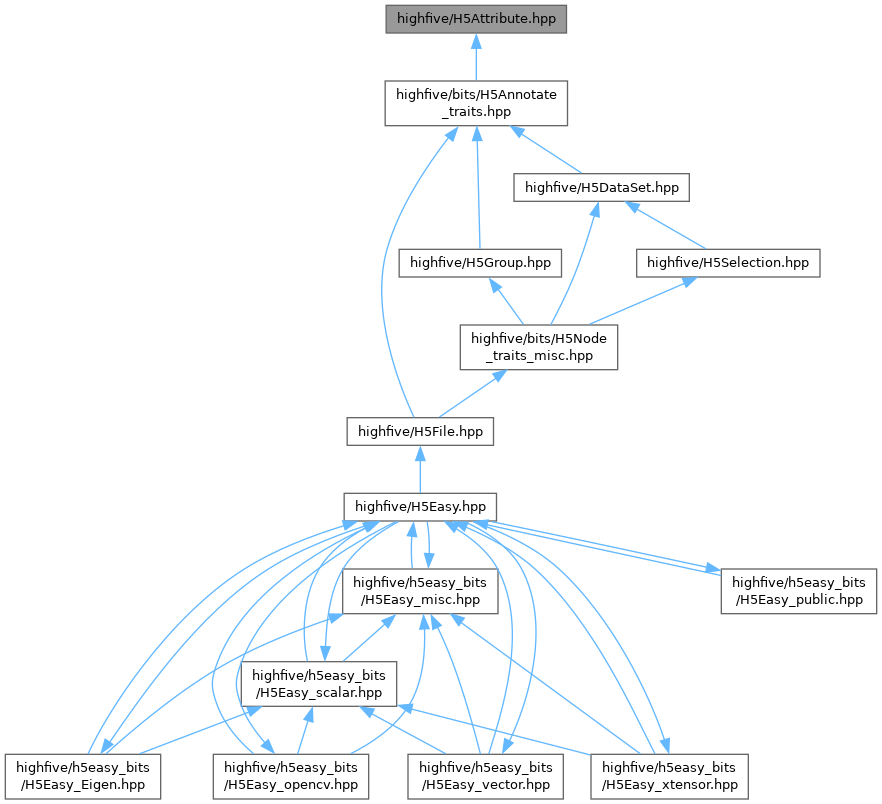 highfive/H5Attribute.hpp
highfive/bits/H5Annotate
_traits.hpp
highfive/H5DataSet.hpp
highfive/H5Group.hpp
highfive/H5Selection.hpp
highfive/bits/H5Node
_traits_misc.hpp
highfive/H5File.hpp
highfive/H5Easy.hpp
highfive/h5easy_bits
/H5Easy_misc.hpp
highfive/h5easy_bits
/H5Easy_public.hpp
highfive/h5easy_bits
/H5Easy_scalar.hpp
highfive/h5easy_bits
/H5Easy_Eigen.hpp
highfive/h5easy_bits
/H5Easy_opencv.hpp
highfive/h5easy_bits
/H5Easy_vector.hpp
highfive/h5easy_bits
/H5Easy_xtensor.hpp